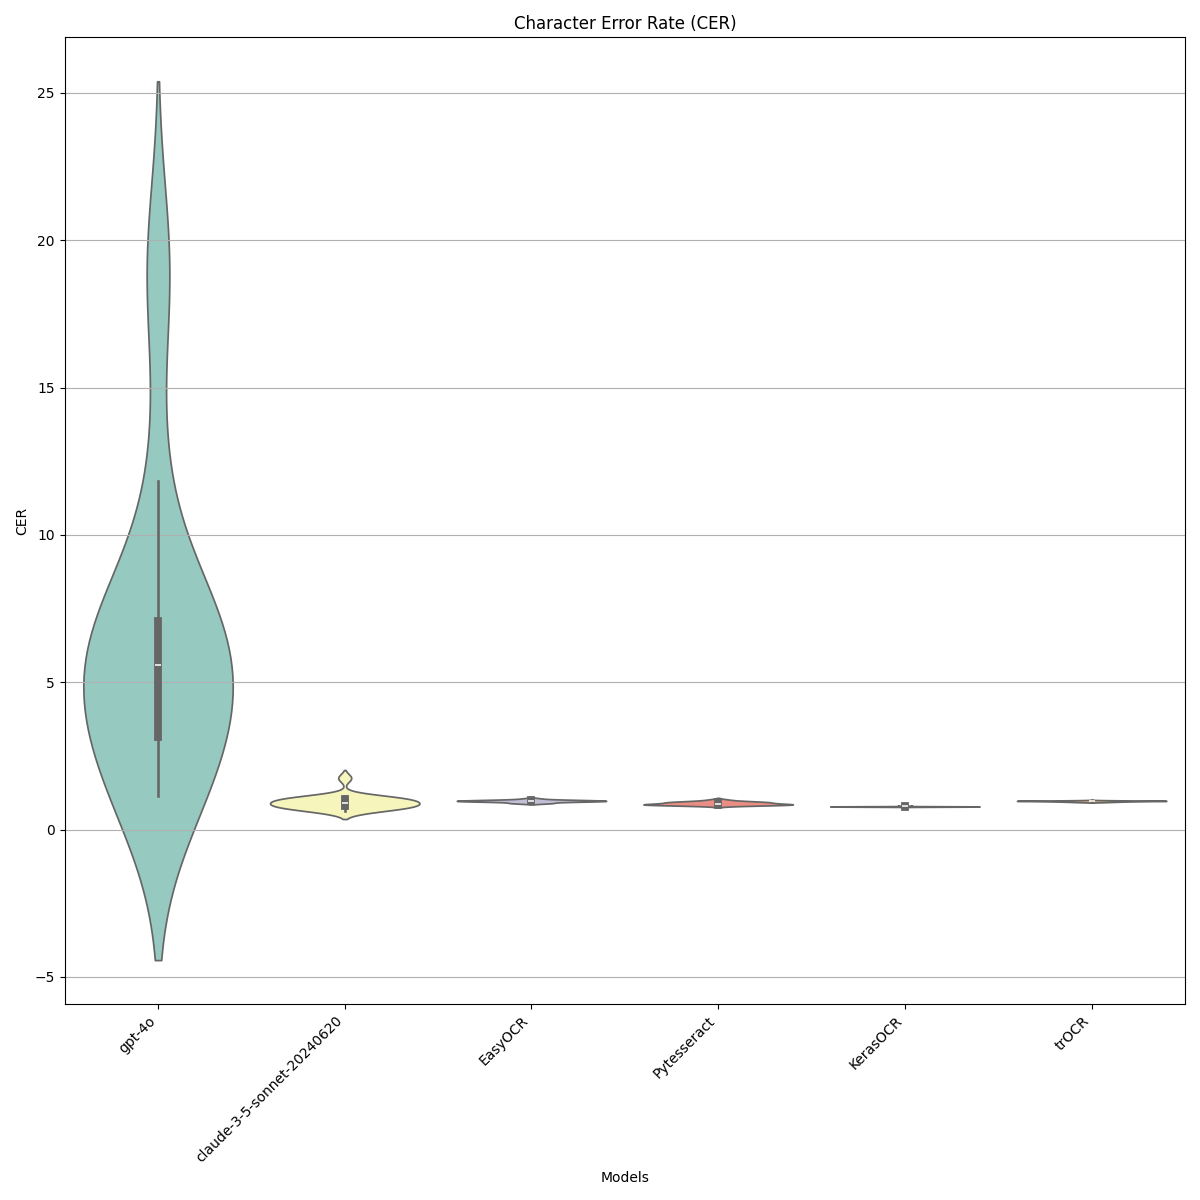 Character Error Rate (CER)
25
20
15
10
5
0
−5
CER
gpt-4o
claude-3-5-sonnet-20240620
EasyOCR
Pytesseract
KerasOCR
trOCR
Models